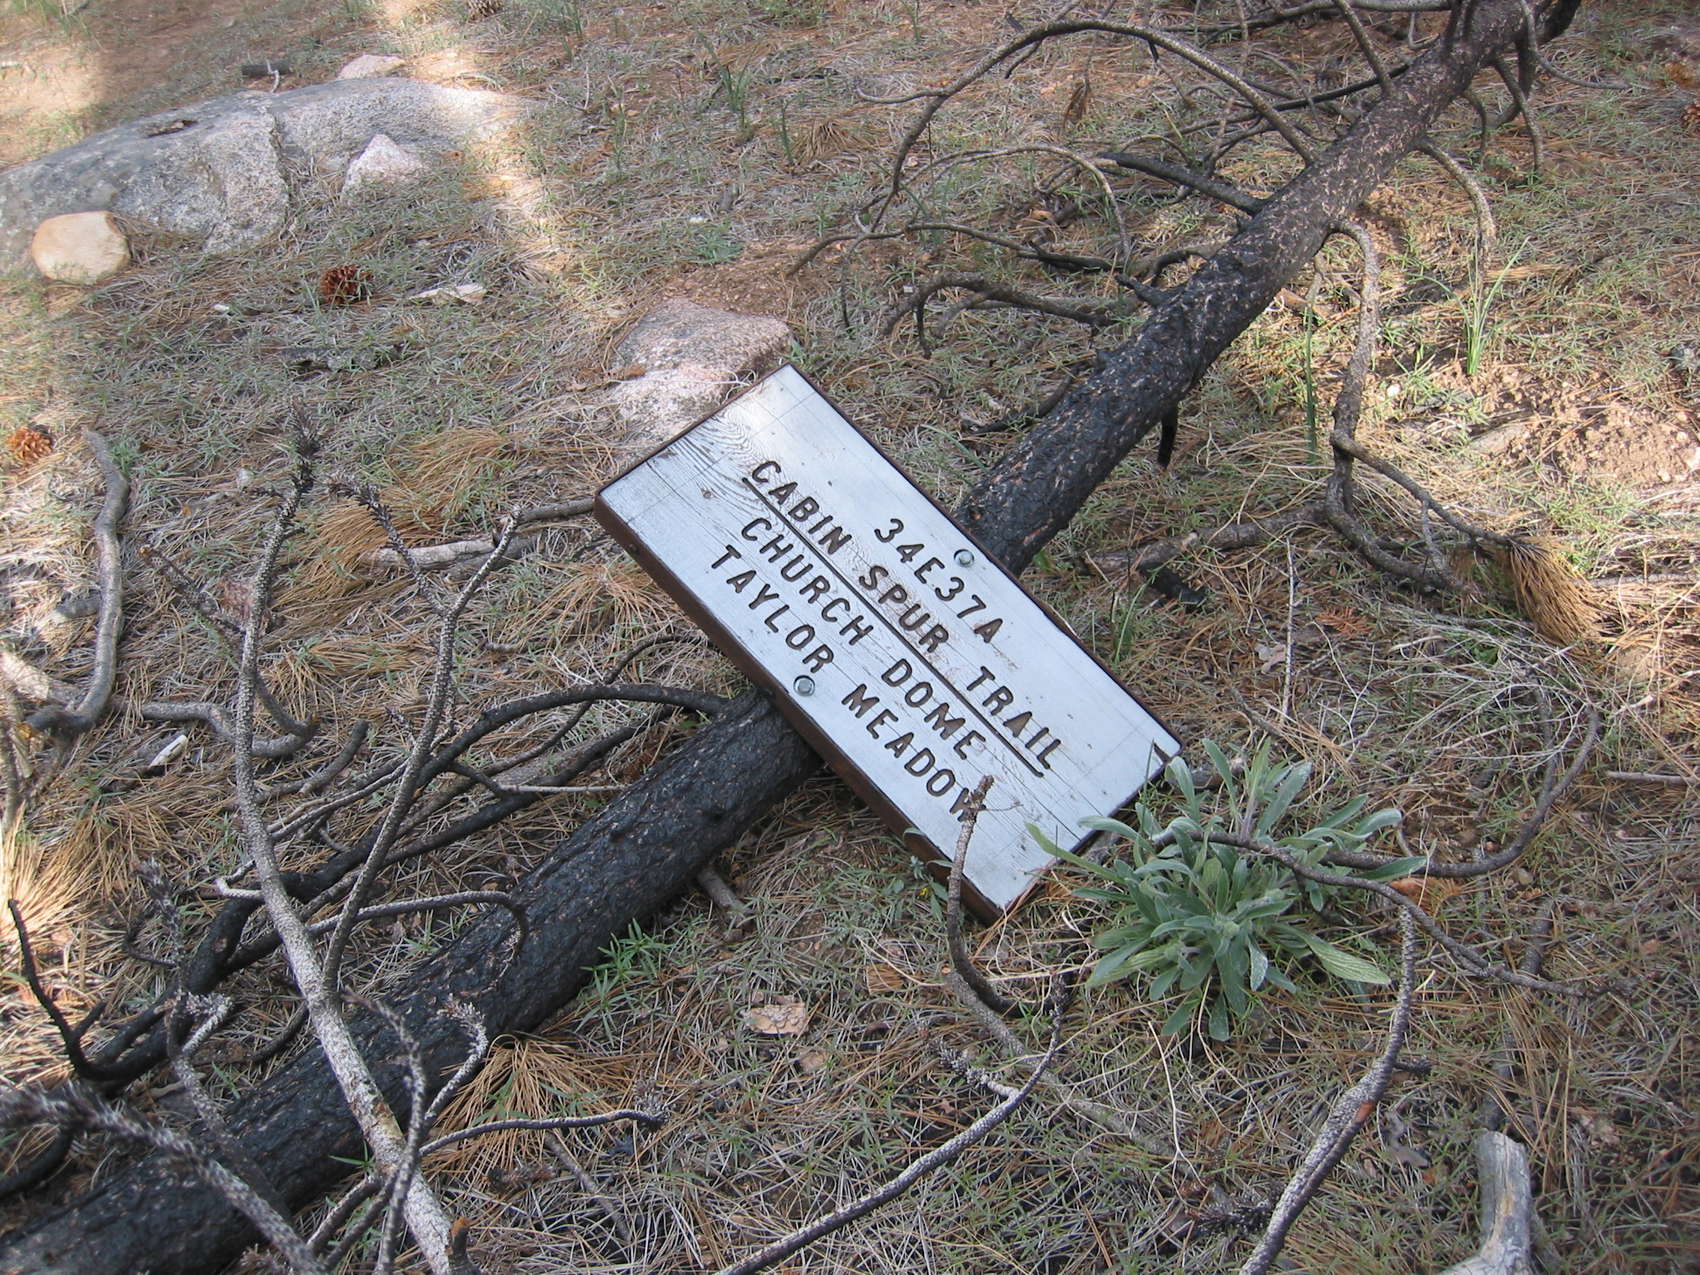 34E37A
CABIN SPUR TRAIL
CHURCH DOME
TAYLOR MEADOW